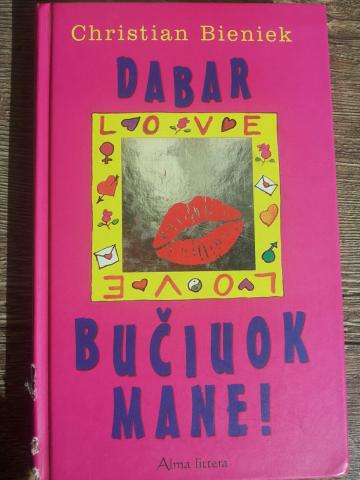 Christian Bieniek
DABAR
LOVE
LOVE
BUČIUOK
MANE!
Alma littera